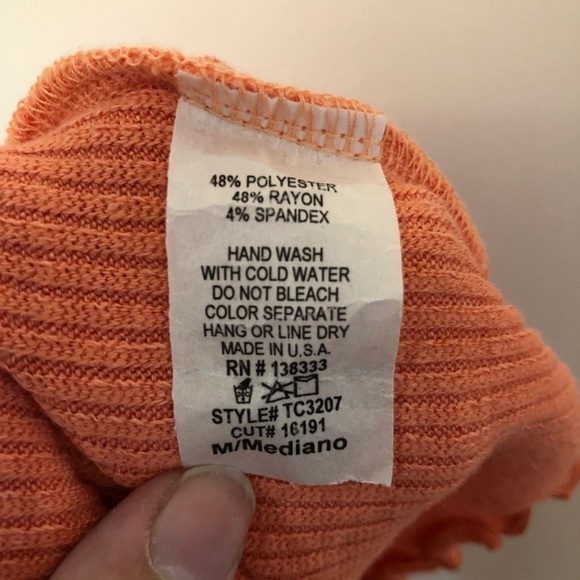 48% POLYESTER
48% RAYON
4% SPANDEX
HAND WASH
WITH COLD WATER
DO NOT BLEACH
COLOR SEPARATE
HANG OR LINE DRY
MADE IN U.S.A.
RN # 138333
STYLE# TC3207
CUT# 16191
M/Mediano